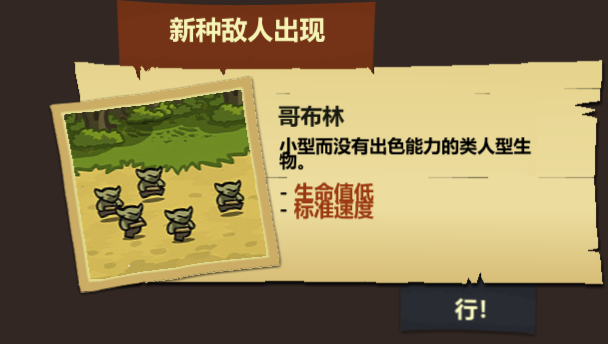 新种敌人出现
哥布林
小型而没有出色能力的类人型生
物。
- 生命值低
- 标准速度
行!